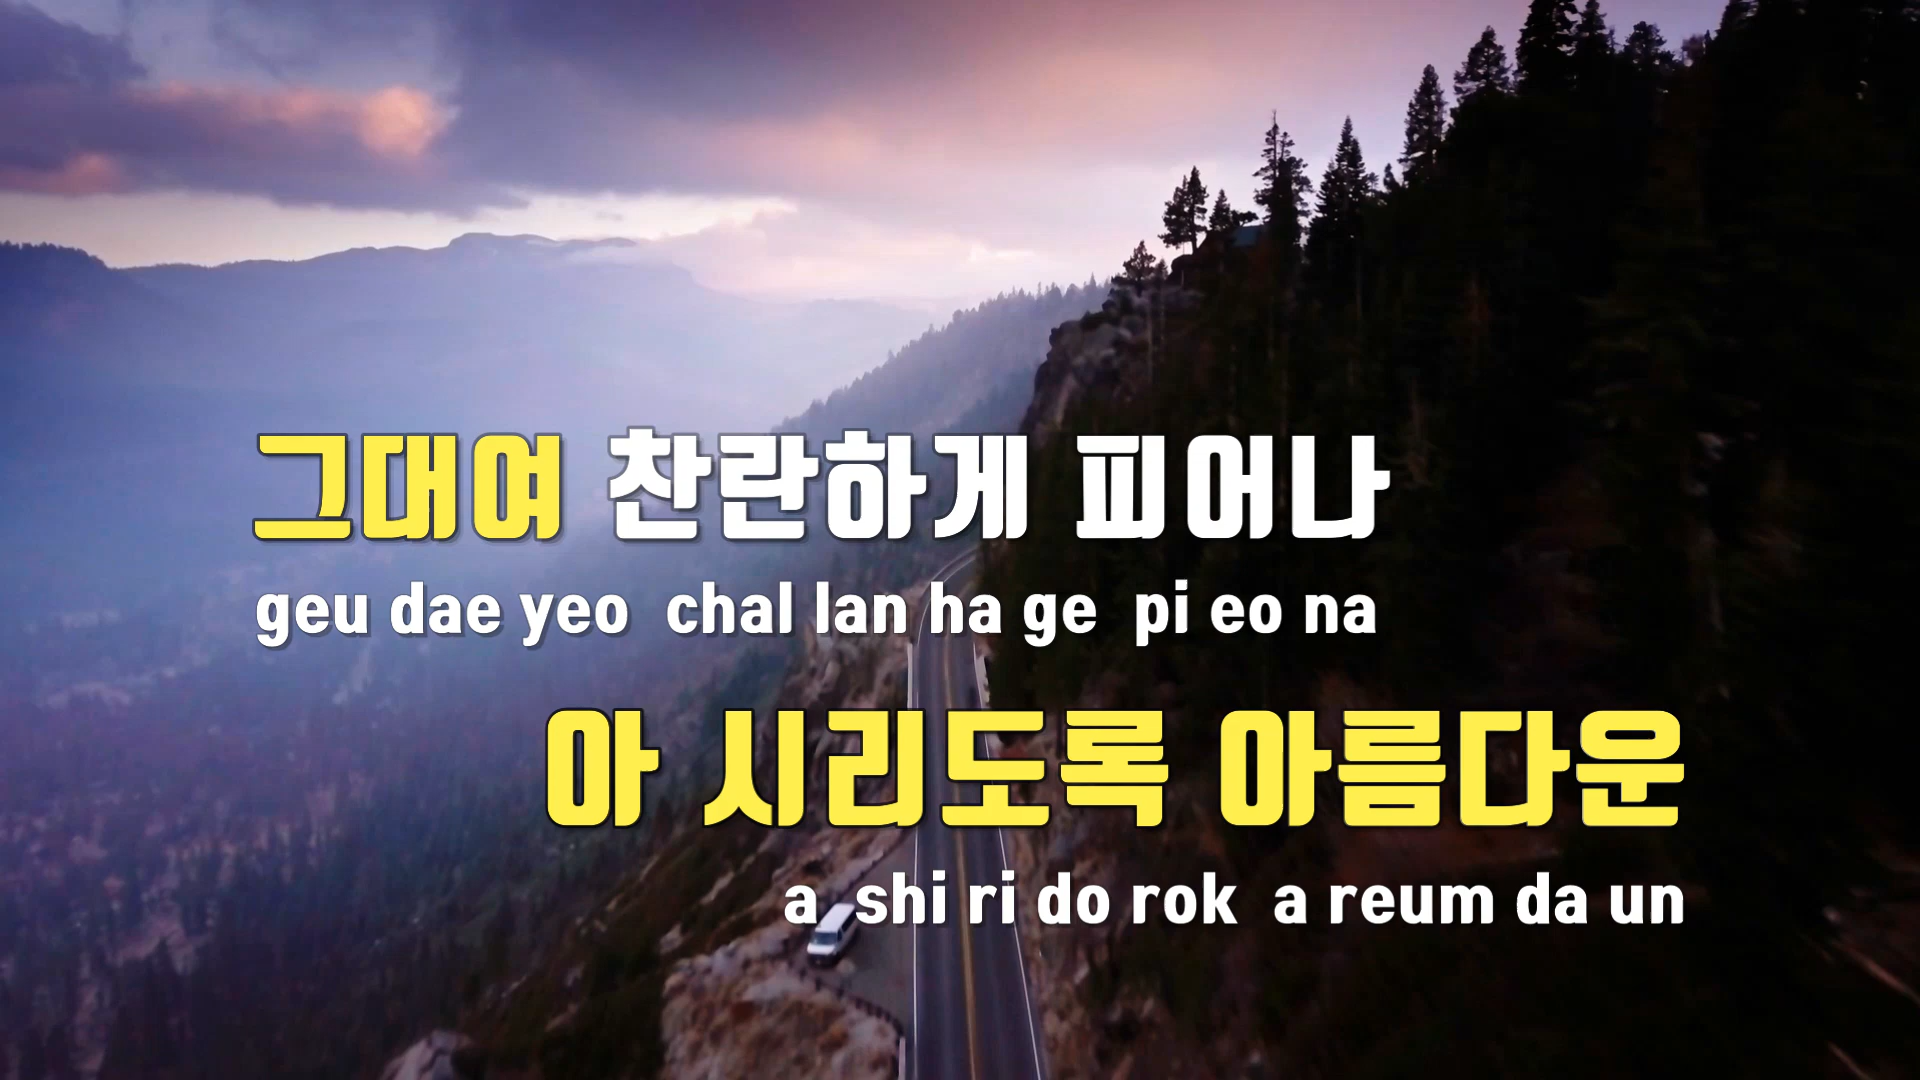 그대여 찬란하게 피어나
geu dae yeo chal lan ha ge pi eo na
아 시리도록 아름다운
a shi ri do rok a reum da un